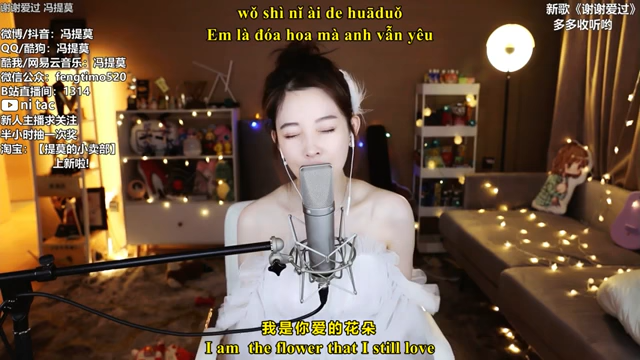 谢谢爱过 冯提莫
wǒ shì nǐ ài de huāduǒ
Em là đóa hoa mà anh vẫn yêu
新歌《谢谢爱过》
多多收听哟
微博/抖音：冯提莫
QQ/酷狗：冯提莫
酷我/网易云音乐：冯提莫
微信公众：fengtimo520
B站直播间：1314
ni tac
新人主播求关注
半小时抽一次奖
淘宝：【提莫的小卖部】
上新啦!
我是你爱的花朵
I am the flower that I still love